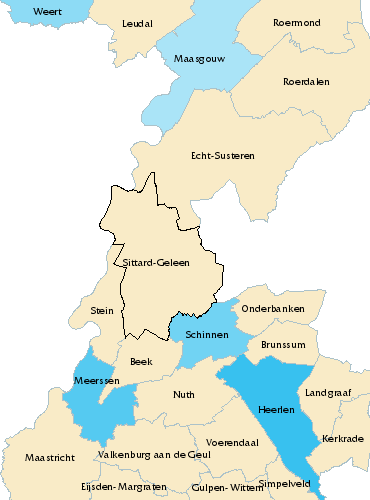 Weert
Leudal
Roermond
Maasgouw
Roerdalen
Echt-Susteren
Sittard-Geleen
Stein
Onderbanken
Schinnen
Brunssum
Beek
Meerssen
Nuth
Landgraaf
Heerlen
Kerkrade
Voerendaal
Maastricht
Valkenburg aan de Geul
Eijsden- Margraten
Gulpen- Wittem
Simpelveld